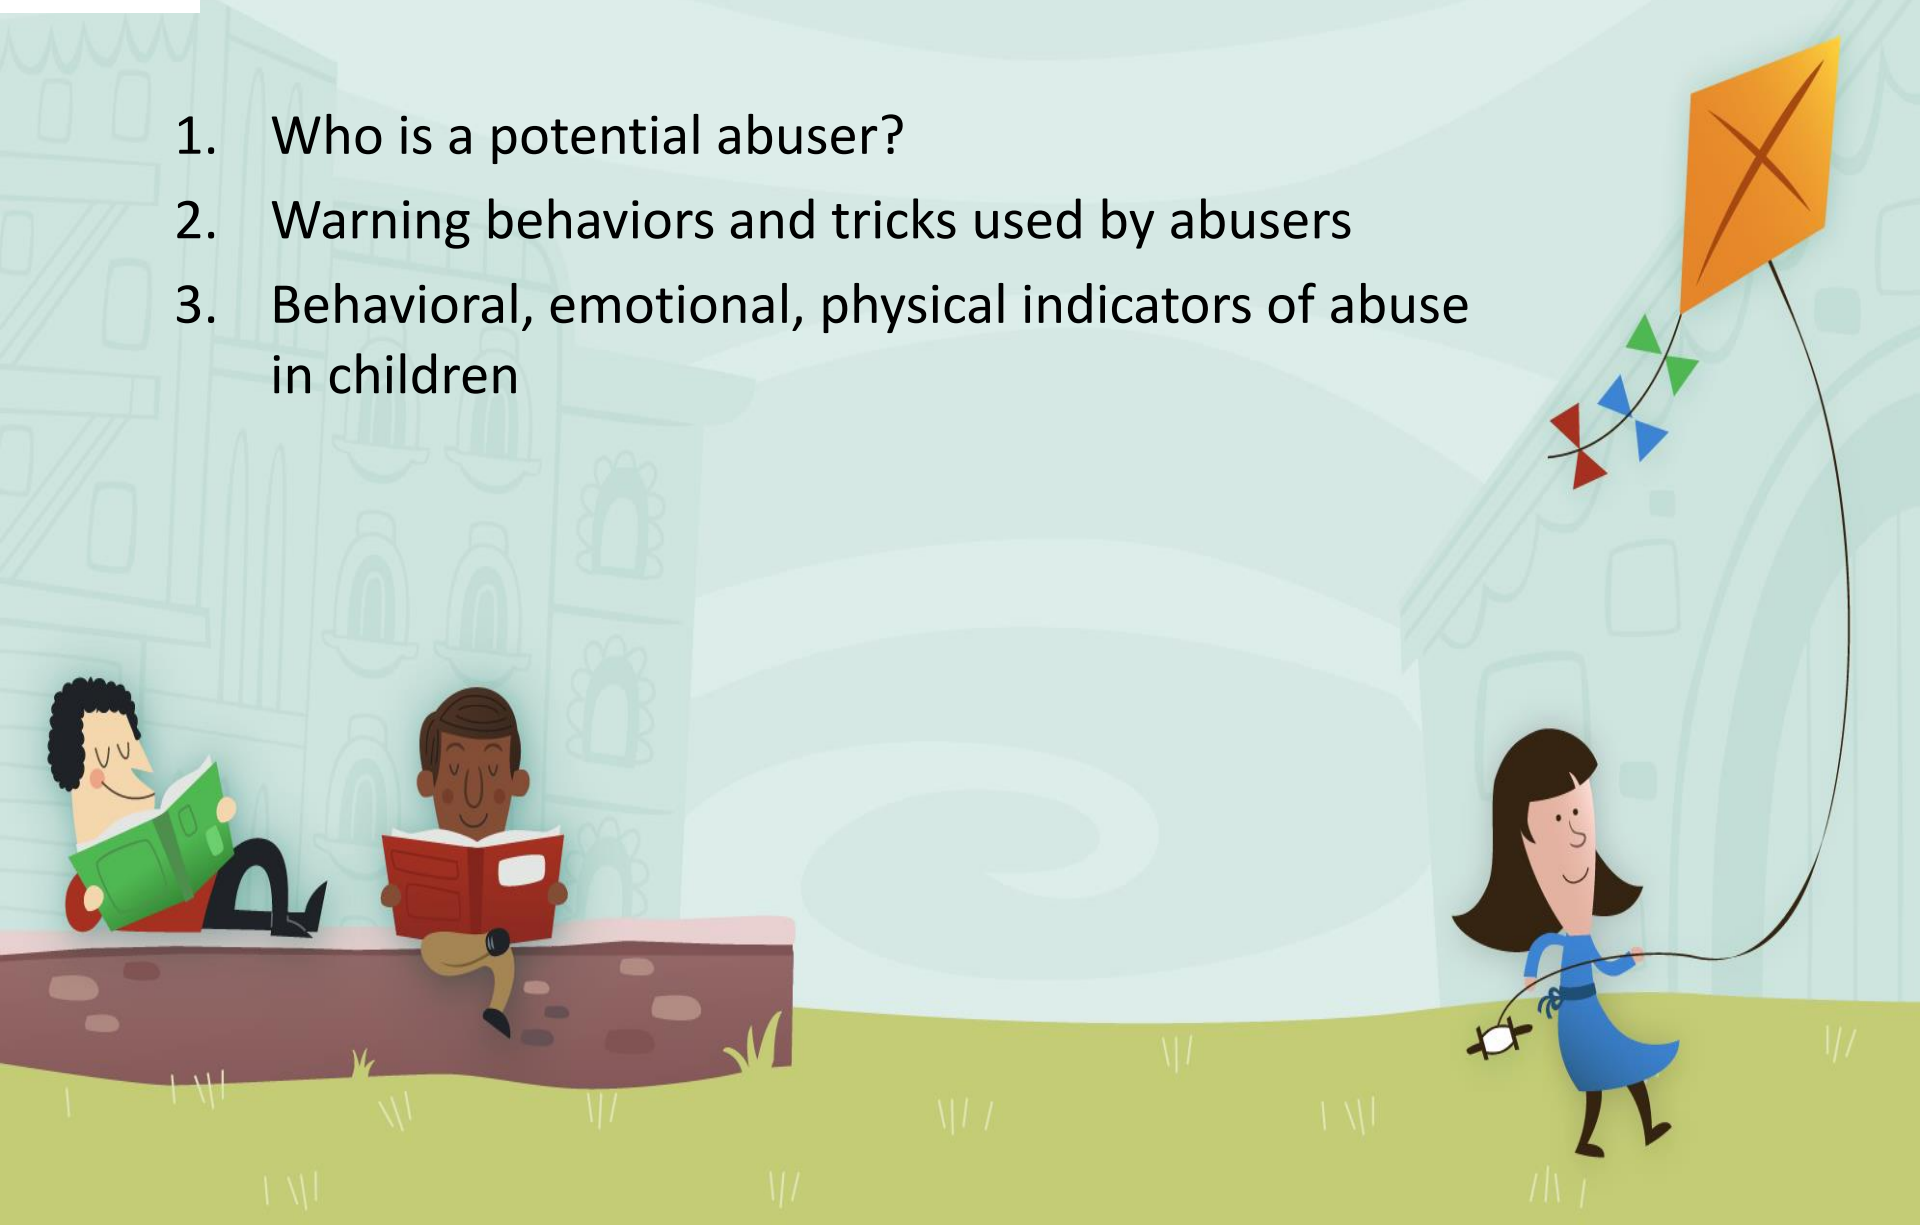 1. Who is a potential abuser?
2. Warning behaviors and tricks used by abusers
3. Behavioral, emotional, physical indicators of abuse
in children